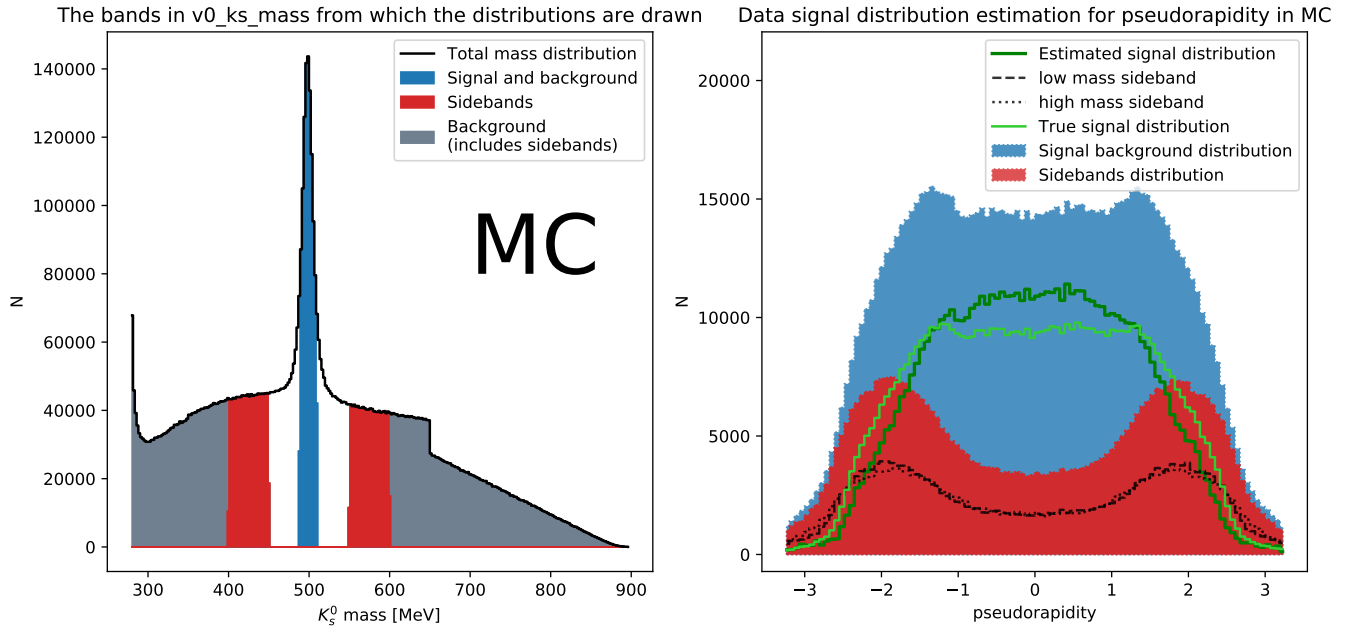 The bands in v0_ks_mass from which the distributions are drawn
Total mass distribution
Signal and background
Sidebands
Background
(includes sidebands)
MC
N
140000
120000
100000
80000
60000
40000
20000
0
300
400
500
600
700
800
900
K_s^0 mass [MeV]
Data signal distribution estimation for pseudorapidity in MC
Estimated signal distribution
low mass sideband
high mass sideband
True signal distribution
Signal background distribution
Sidebands distribution
N
20000
15000
10000
5000
0
−3
−2
−1
0
1
2
3
pseudorapidity